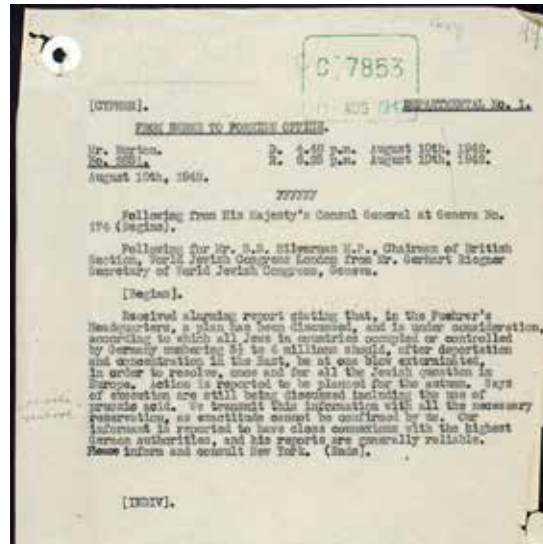 44
C 7853
AUG 1942
[CYPHER]. DEPARTMENTAL No. 1.
FROM BERNE TO FOREIGN OFFICE.
Mr. Norton. D. 4.48 p.m. August 10th, 1942.
No. 2831. R. 6.25 p.m. August 10th, 1942.
August 10th, 1942.
yyyyyy
Following from His Majesty's Consul General at Geneva No.
174 (Begins).
Following for Mr. S.S. Silverman M.P., Chairman of British
Section, World Jewish Congress London from Mr. Gerhart Riegner
Secretary of World Jewish Congress, Geneva.
[Begins].
Received alarming report stating that, in the Fuehrer's
Headquarters, a plan has been discussed, and is under consideration,
according to which all Jews in countries occupied or controlled
by Germany numbering 3½ to 4 millions should, after deportation
and concentration in the East, be at one blow exterminated,
in order to resolve, once and for all the Jewish question in
Europe. Action is reported to be planned for the autumn. Ways
of execution are still being discussed including the use of
prussic acid. We transmit this information with all the necessary
reservation, as exactitude cannot be confirmed by us. Our
informant is reported to have close connexions with the highest
German authorities, and his reports are generally reliable.
Please inform and consult New York. (Ends).
[INDIV].